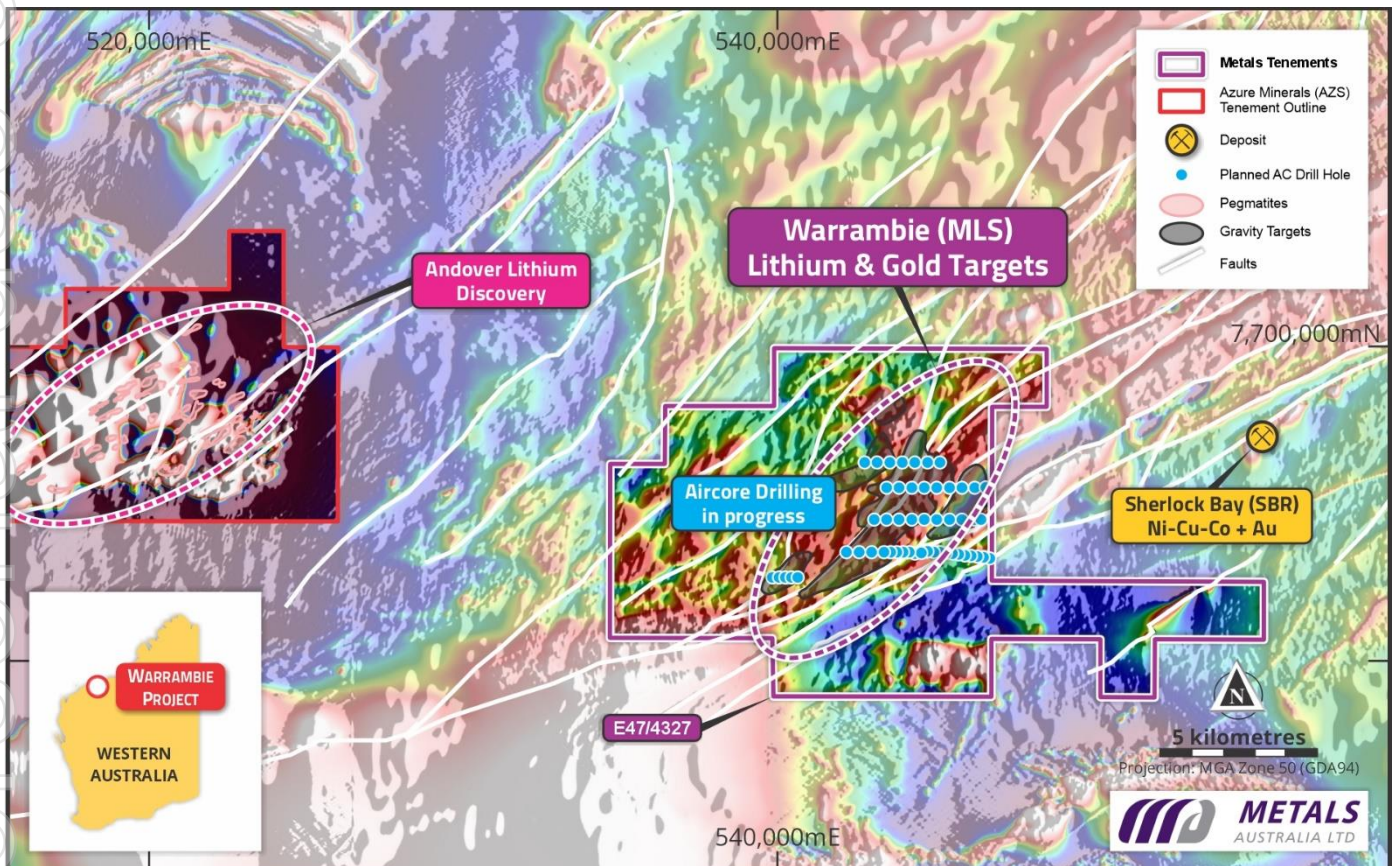 520,000mE
540,000mE
Metals Tenements
Azure Minerals (AZS)
Tenement Outline
Deposit
Planned AC Drill Hole
Pegmatites
Gravity Targets
Faults
Andover Lithium
Discovery
Warrambie (MLS)
Lithium & Gold Targets
7,700,000mN
Aircore Drilling
in progress
Sherlock Bay (SBR)
Ni-Cu-Co + Au
WARRAMBIE
PROJECT
WESTERN
AUSTRALIA
E47/4327
N
5 kilometres
Projection: MGA Zone 50 (GDA94)
540,000mE
METALS
AUSTRALIA LTD